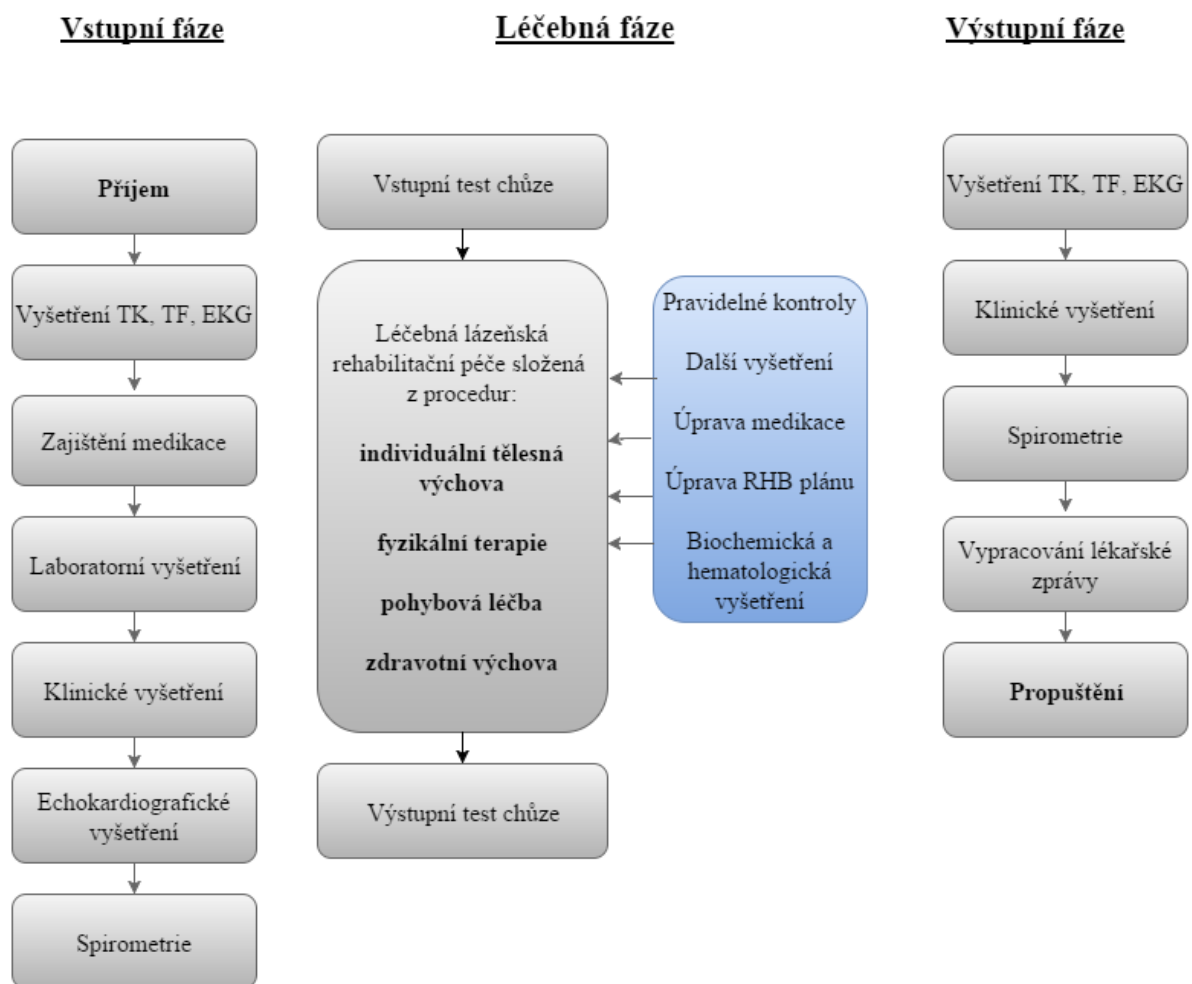 Vstupní fáze
Léčebná fáze
Výstupní fáze
Příjem
Vyšetření TK, TF, EKG
Zajištění medikace
Laboratorní vyšetření
Klinické vyšetření
Echokardiografické
vyšetření
Spirometrie
Vstupní test chůze
Léčebná lázeňská
rehabilitační péče složená
z procedur:
individuální tělesná
výchova
fyzikální terapie
pohybová léčba
zdravotní výchova
Výstupní test chůze
Pravidelné kontroly
Další vyšetření
Úprava medikace
Úprava RHB plánu
Biochemická a
hematologická
vyšetření
Vyšetření TK, TF, EKG
Klinické vyšetření
Spirometrie
Vypracování lékařské
zprávy
Propuštění